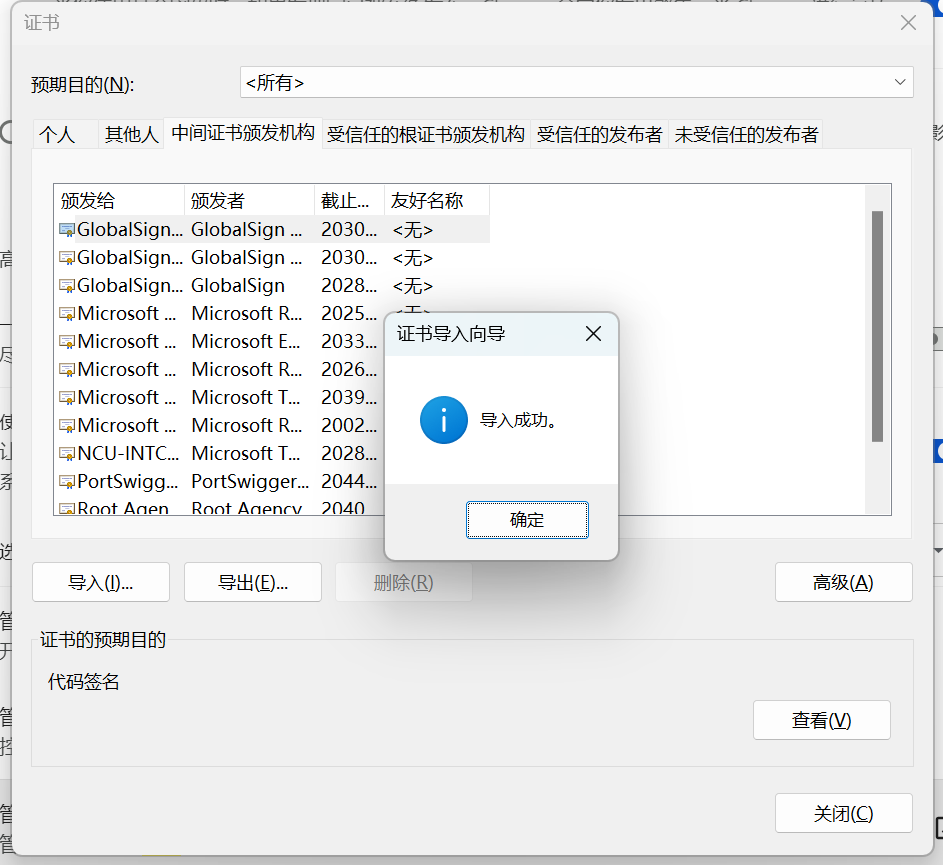 证书
预期目的(N):
<所有>
个人 其他人 中间证书颁发机构 受信任的根证书颁发机构 受信任的发布者 未受信任的发布者
颁发给 颁发者 截止... 友好名称
GlobalSign... GlobalSign ... 2030... <无>
GlobalSign... GlobalSign ... 2030... <无>
GlobalSign... GlobalSign 2028... <无>
Microsoft ... Microsoft R... 2025... <无>
Microsoft ... Microsoft E... 2033...
Microsoft ... Microsoft R... 2026...
Microsoft ... Microsoft T... 2039...
Microsoft ... Microsoft R... 2002...
NCU-INTC... Microsoft T... 2028...
PortSwigg... PortSwigger... 2044...
Root Agen Root Agency 2040
证书导入向导
导入成功。
确定
导入(I)... 导出(E)... 删除(R) 高级(A)
证书的预期目的
代码签名
查看(V)
关闭(C)